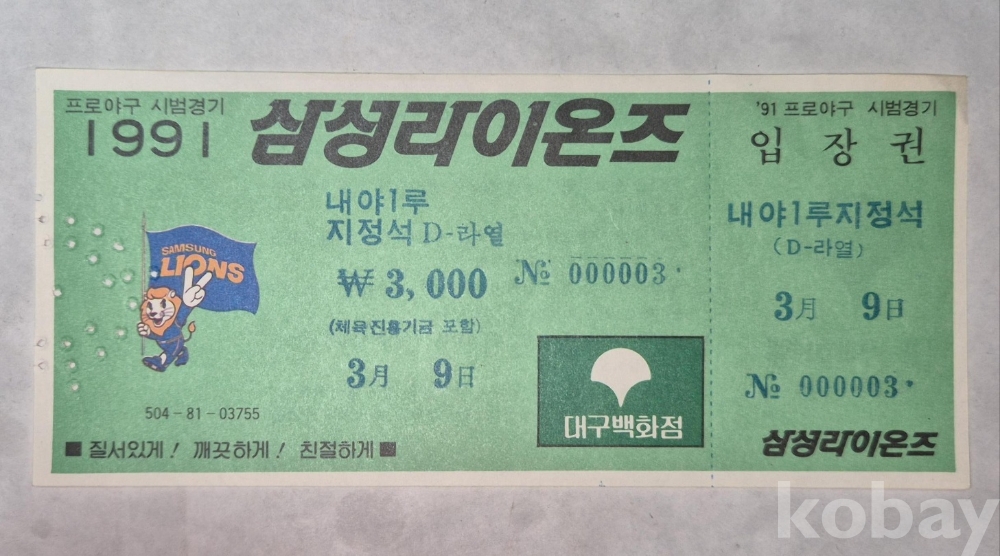 프로야구 시범경기
1991
삼성라이온즈
내야1루
지정석 D-라열
₩ 3,000
№ 000003
(체육진흥기금 포함)
3月 9日
SAMSUNG
LIONS
504-81-03755
대구백화점
■ 질서있게! 깨끗하게! 친절하게 ■
'91 프로야구 시범경기
입장권
내야1루지정석
(D-라열)
3月 9日
№ 000003
삼성라이온즈
kobay